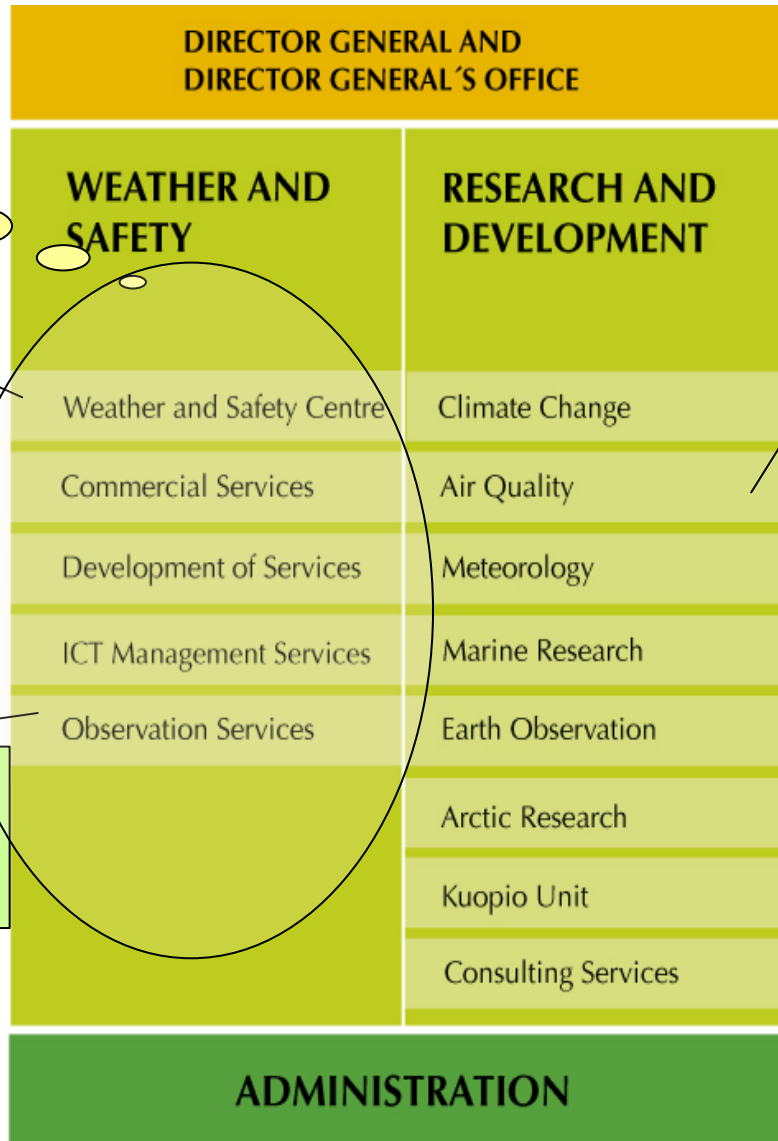 DIRECTOR GENERAL AND
DIRECTOR GENERAL´S OFFICE
WEATHER AND
SAFETY
Weather and Safety Centre
Commercial Services
Development of Services
ICT Management Services
Observation Services
RESEARCH AND
DEVELOPMENT
Climate Change
Air Quality
Meteorology
Marine Research
Earth Observation
Arctic Research
Kuopio Unit
Consulting Services
ADMINISTRATION